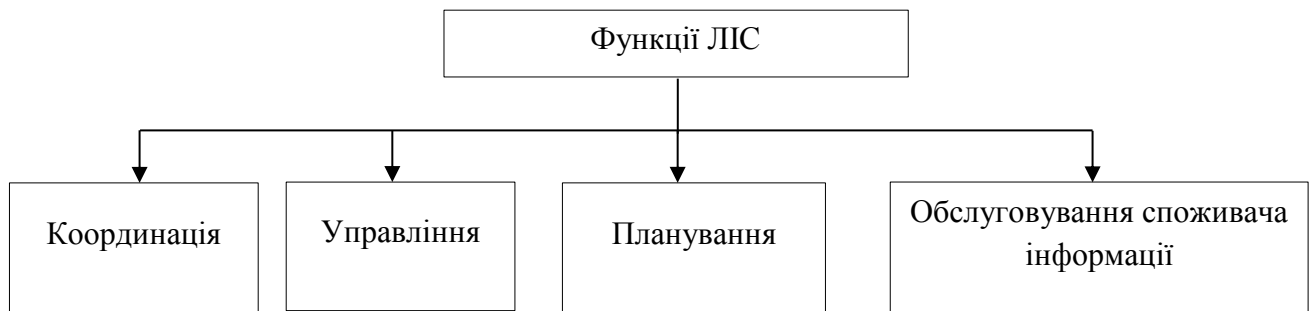 Функції ЛІС
Координація
Управління
Планування
Обслуговування споживача
інформації